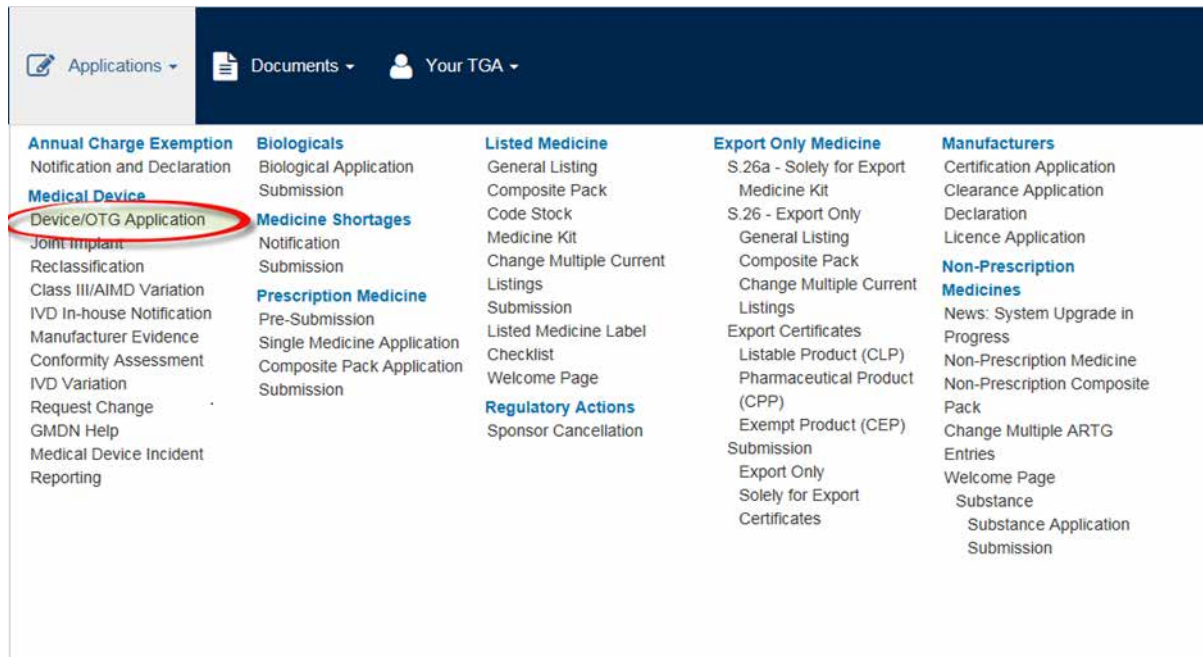 Applications
Documents
Your TGA
Annual Charge Exemption
Notification and Declaration
Medical Device
Device/OTG Application
Joint Implant
Reclassification
Class III/AIMD Variation
IVD In-house Notification
Manufacturer Evidence
Conformity Assessment
IVD Variation
Request Change
GMDN Help
Medical Device Incident
Reporting
Biologicals
Biological Application
Submission
Medicine Shortages
Notification
Submission
Prescription Medicine
Pre-Submission
Single Medicine Application
Composite Pack Application
Submission
Listed Medicine
General Listing
Composite Pack
Code Stock
Medicine Kit
Change Multiple Current
Listings
Submission
Listed Medicine Label
Checklist
Welcome Page
Regulatory Actions
Sponsor Cancellation
Export Only Medicine
S.26a - Solely for Export
Medicine Kit
S.26 - Export Only
General Listing
Composite Pack
Change Multiple Current
Listings
Export Certificates
Listable Product (CLP)
Pharmaceutical Product
(CPP)
Exempt Product (CEP)
Submission
Export Only
Solely for Export
Certificates
Manufacturers
Certification Application
Clearance Application
Declaration
Licence Application
Non-Prescription
Medicines
News: System Upgrade in
Progress
Non-Prescription Medicine
Non-Prescription Composite
Pack
Change Multiple ARTG
Entries
Welcome Page
Substance
Substance Application
Submission